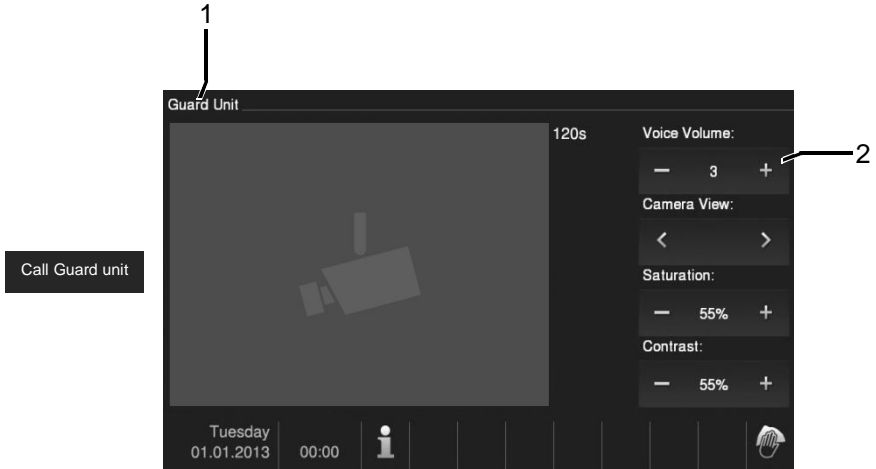 1
Guard Unit
120s
Voice Volume:
− 3 +
2
Camera View:
< >
Call Guard unit
Saturation:
− 55% +
Contrast:
− 55% +
Tuesday
01.01.2013
00:00
i